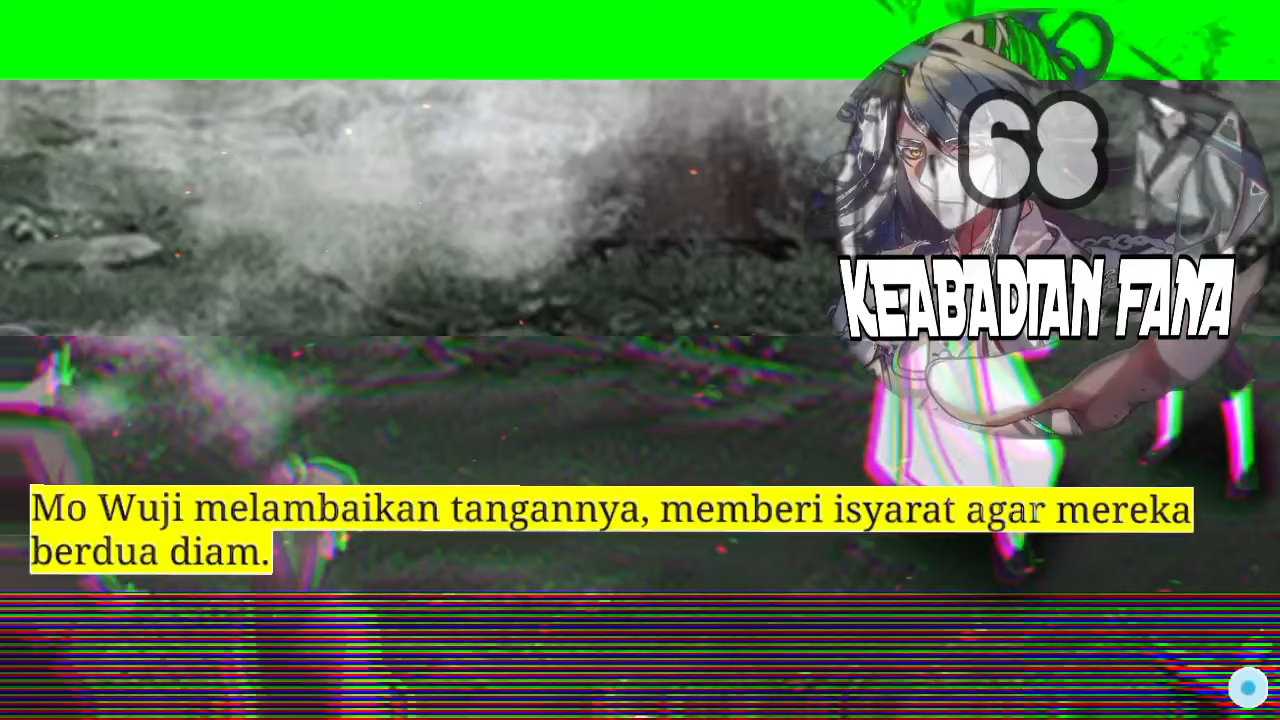 68
KEABADIAN FANA
Mo Wuji melambaikan tangannya, memberi isyarat agar mereka
berdua diam.